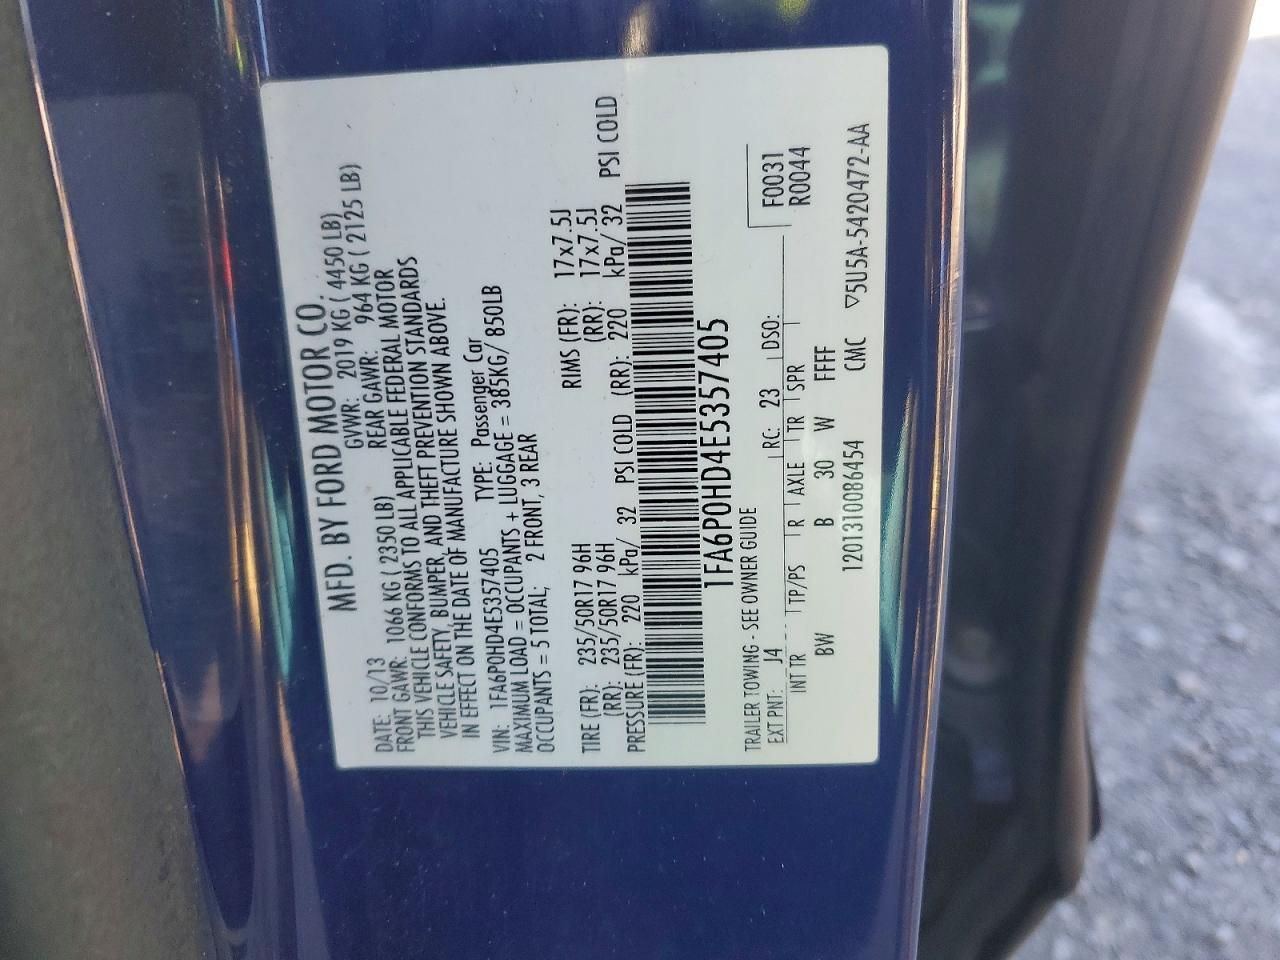 MFD. BY FORD MOTOR CO.
DATE: 10/13 GVWR: 2019 KG ( 4450 LB)
FRONT GAWR: 1066 KG ( 2350 LB) REAR GAWR: 964 KG ( 2125 LB)
THIS VEHICLE CONFORMS TO ALL APPLICABLE FEDERAL MOTOR
VEHICLE SAFETY, BUMPER, AND THEFT PREVENTION STANDARDS
IN EFFECT ON THE DATE OF MANUFACTURE SHOWN ABOVE.
VIN: 1FA6P0HD4E5357405 TYPE: Passenger Car
MAXIMUM LOAD = OCCUPANTS + LUGGAGE = 385KG/ 850LB
OCCUPANTS = 5 TOTAL; 2 FRONT, 3 REAR
TIRE (FR): 235/50R17 96H RIMS (FR): 17x7.5J
(RR): 235/50R17 96H (RR): 17x7.5J
PRESSURE (FR): 220 kPa/ 32 PSI COLD (RR): 220 kPa/ 32 PSI COLD
1FA6P0HD4E5357405
TRAILER TOWING - SEE OWNER GUIDE
EXT PNT: J4 RC: 23 DSO: F0031
R0044
INT TR TP/PS R AXLE TR SPR
BW B 30 W FFF
1201310086454 CMC ▽5U5A-5420472-AA